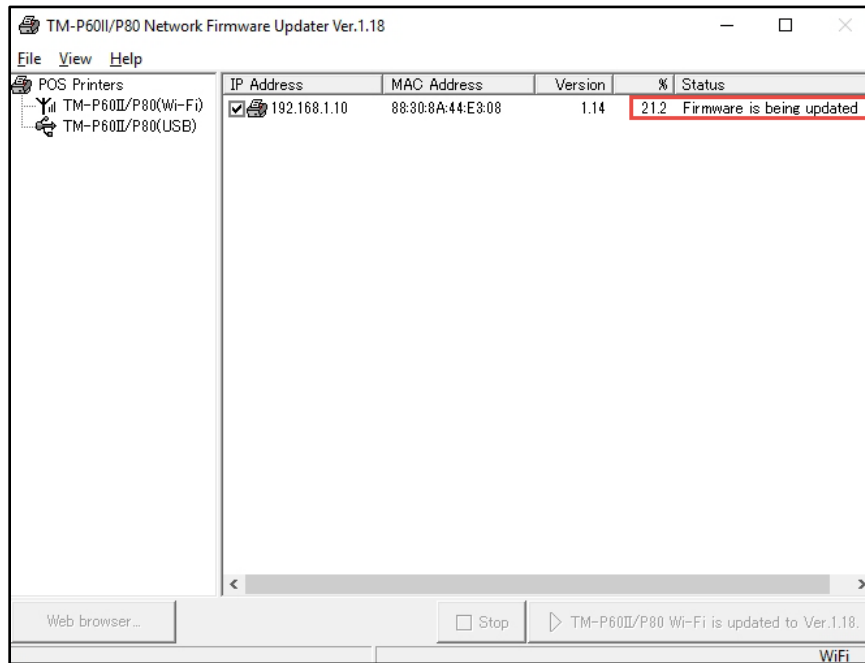 TM-P60II/P80 Network Firmware Updater Ver.1.18
File View Help
POS Printers
TM-P60II/P80(Wi-Fi)
TM-P60II/P80(USB)
IP Address MAC Address Version % Status
192.168.1.10 88:30:8A:44:E3:08 1.14 21.2 Firmware is being updated
Web browser... Stop TM-P60II/P80 Wi-Fi is updated to Ver.1.18.
WiFi